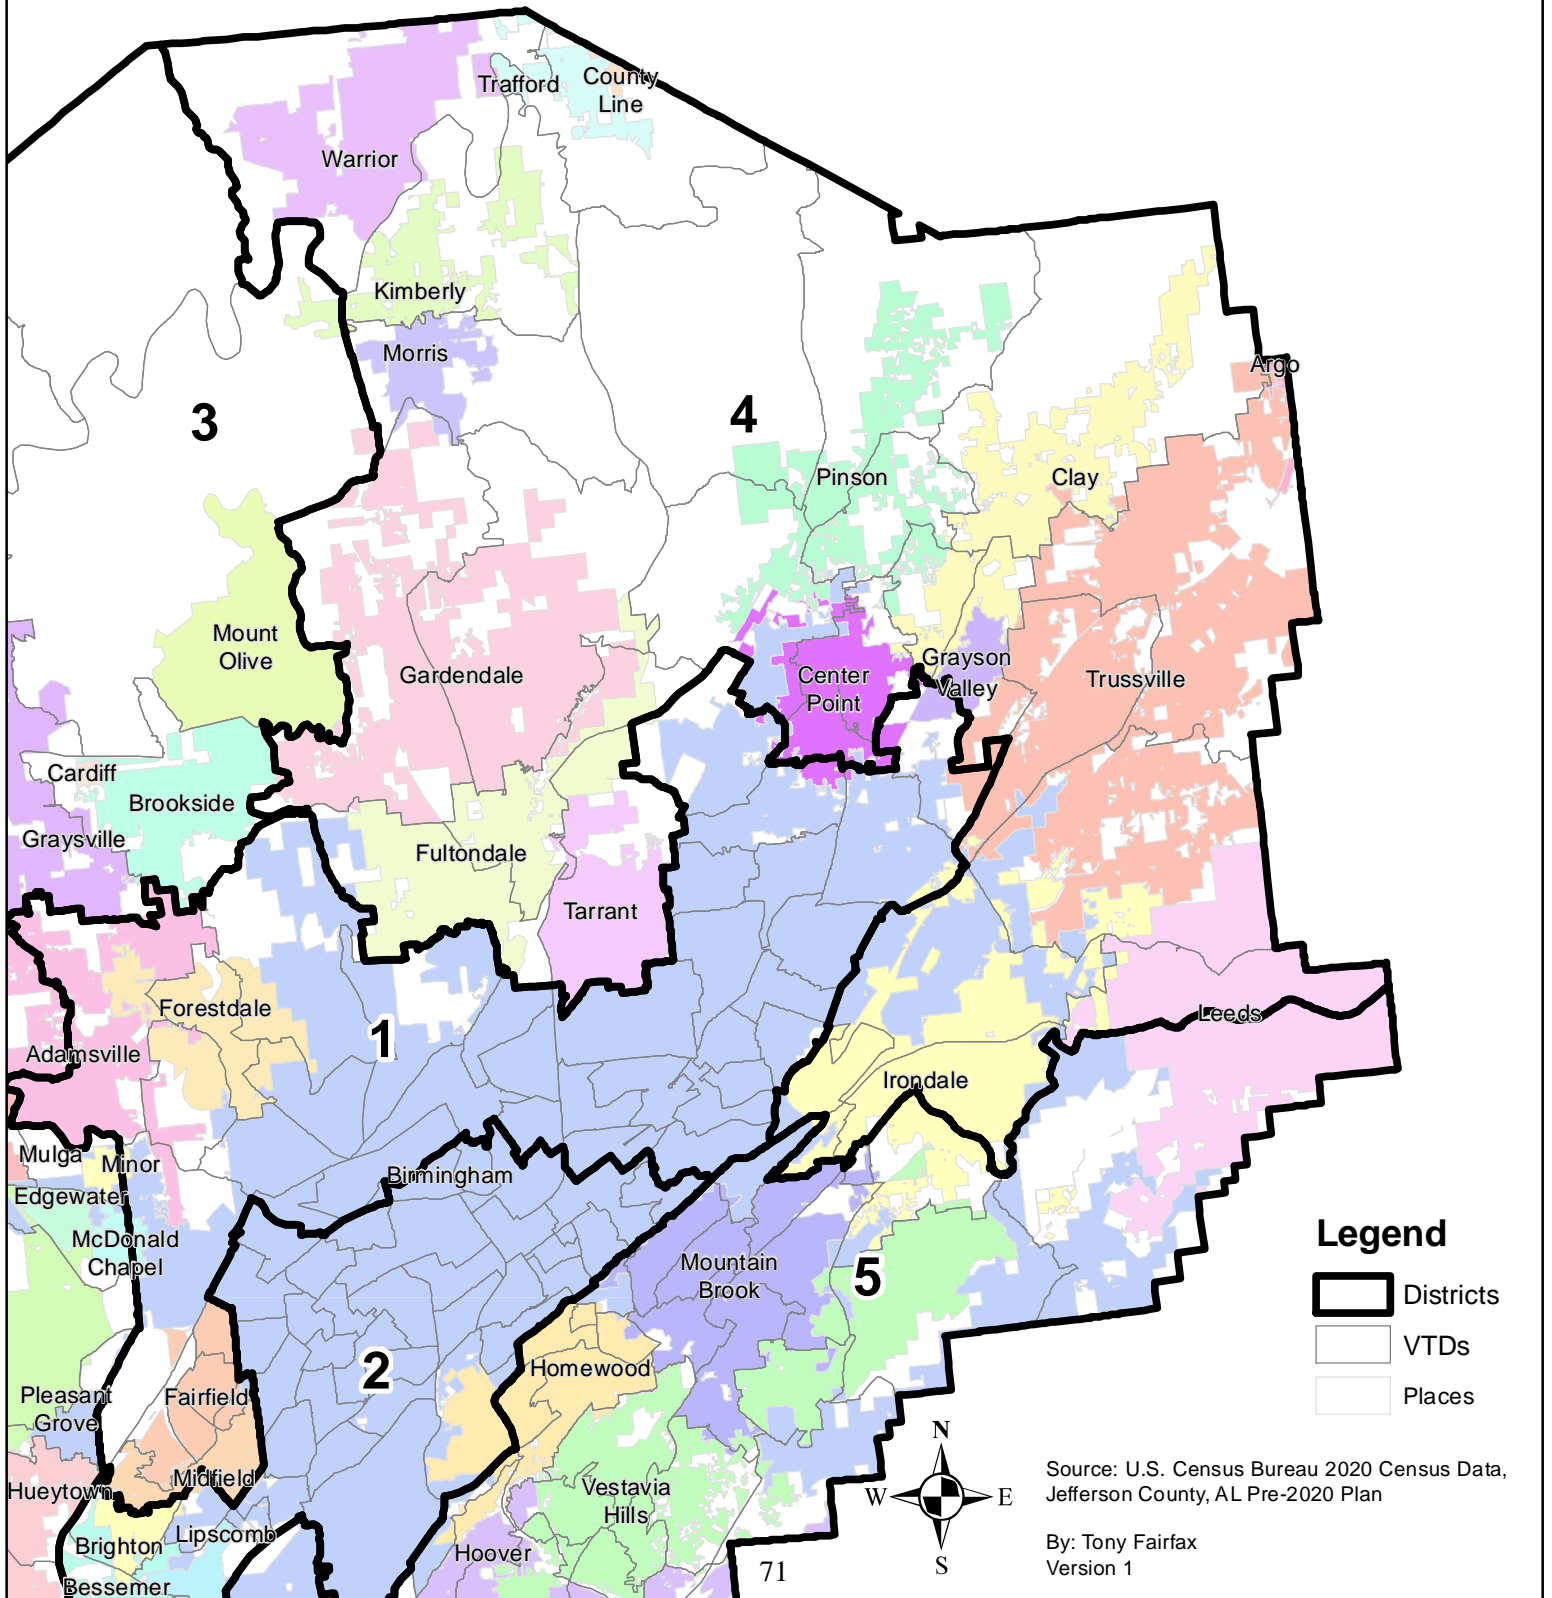 Trafford
County
Line
Warrior
Kimberly
Morris
Argo
3
4
Pinson
Clay
Mount
Olive
Gardendale
Center
Point
Grayson
Valley
Trussville
Cardiff
Brookside
Graysville
Fultondale
Tarrant
Forestdale
Leeds
1
Adamsville
Irondale
Mulga
Minor
Birmingham
Edgewater
McDonald
Chapel
Mountain
Brook
5
Legend
Districts
VTDs
Places
2
Homewood
Pleasant
Grove
Fairfield
Midfield
Hueytown
Vestavia
Hills
Lipscomb
Brighton
Hoover
Bessemer
N
W
E
S
Source: U.S. Census Bureau 2020 Census Data,
Jefferson County, AL Pre-2020 Plan
By: Tony Fairfax
Version 1
71